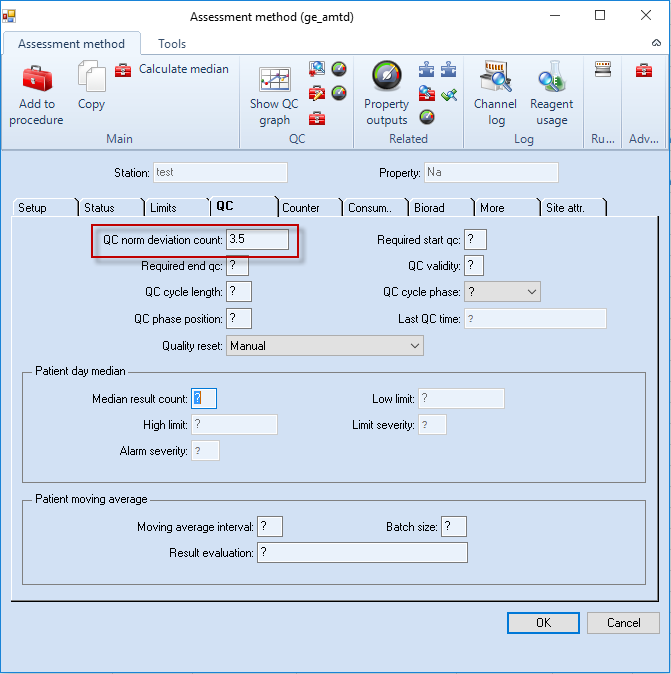 Assessment method (ge_amtd)
Assessment method Tools
Add to procedure
Copy
Calculate median
Main
Show QC graph
QC
Property outputs
Related
Channel log
Reagent usage
Log
Ru...
Adv...
Station: test Property: Na
Setup Status Limits QC Counter Consum.. Biorad More Site attr.
QC norm deviation count: 3.5 Required start qc: ?
Required end qc: ? QC validity: ?
QC cycle length: ? QC cycle phase: ?
QC phase position: ? Last QC time: ?
Quality reset: Manual
Patient day median
Median result count: ? Low limit: ?
High limit: ? Limit severity: ?
Alarm severity: ?
Patient moving average
Moving average interval: ? Batch size: ?
Result evaluation: ?
OK Cancel